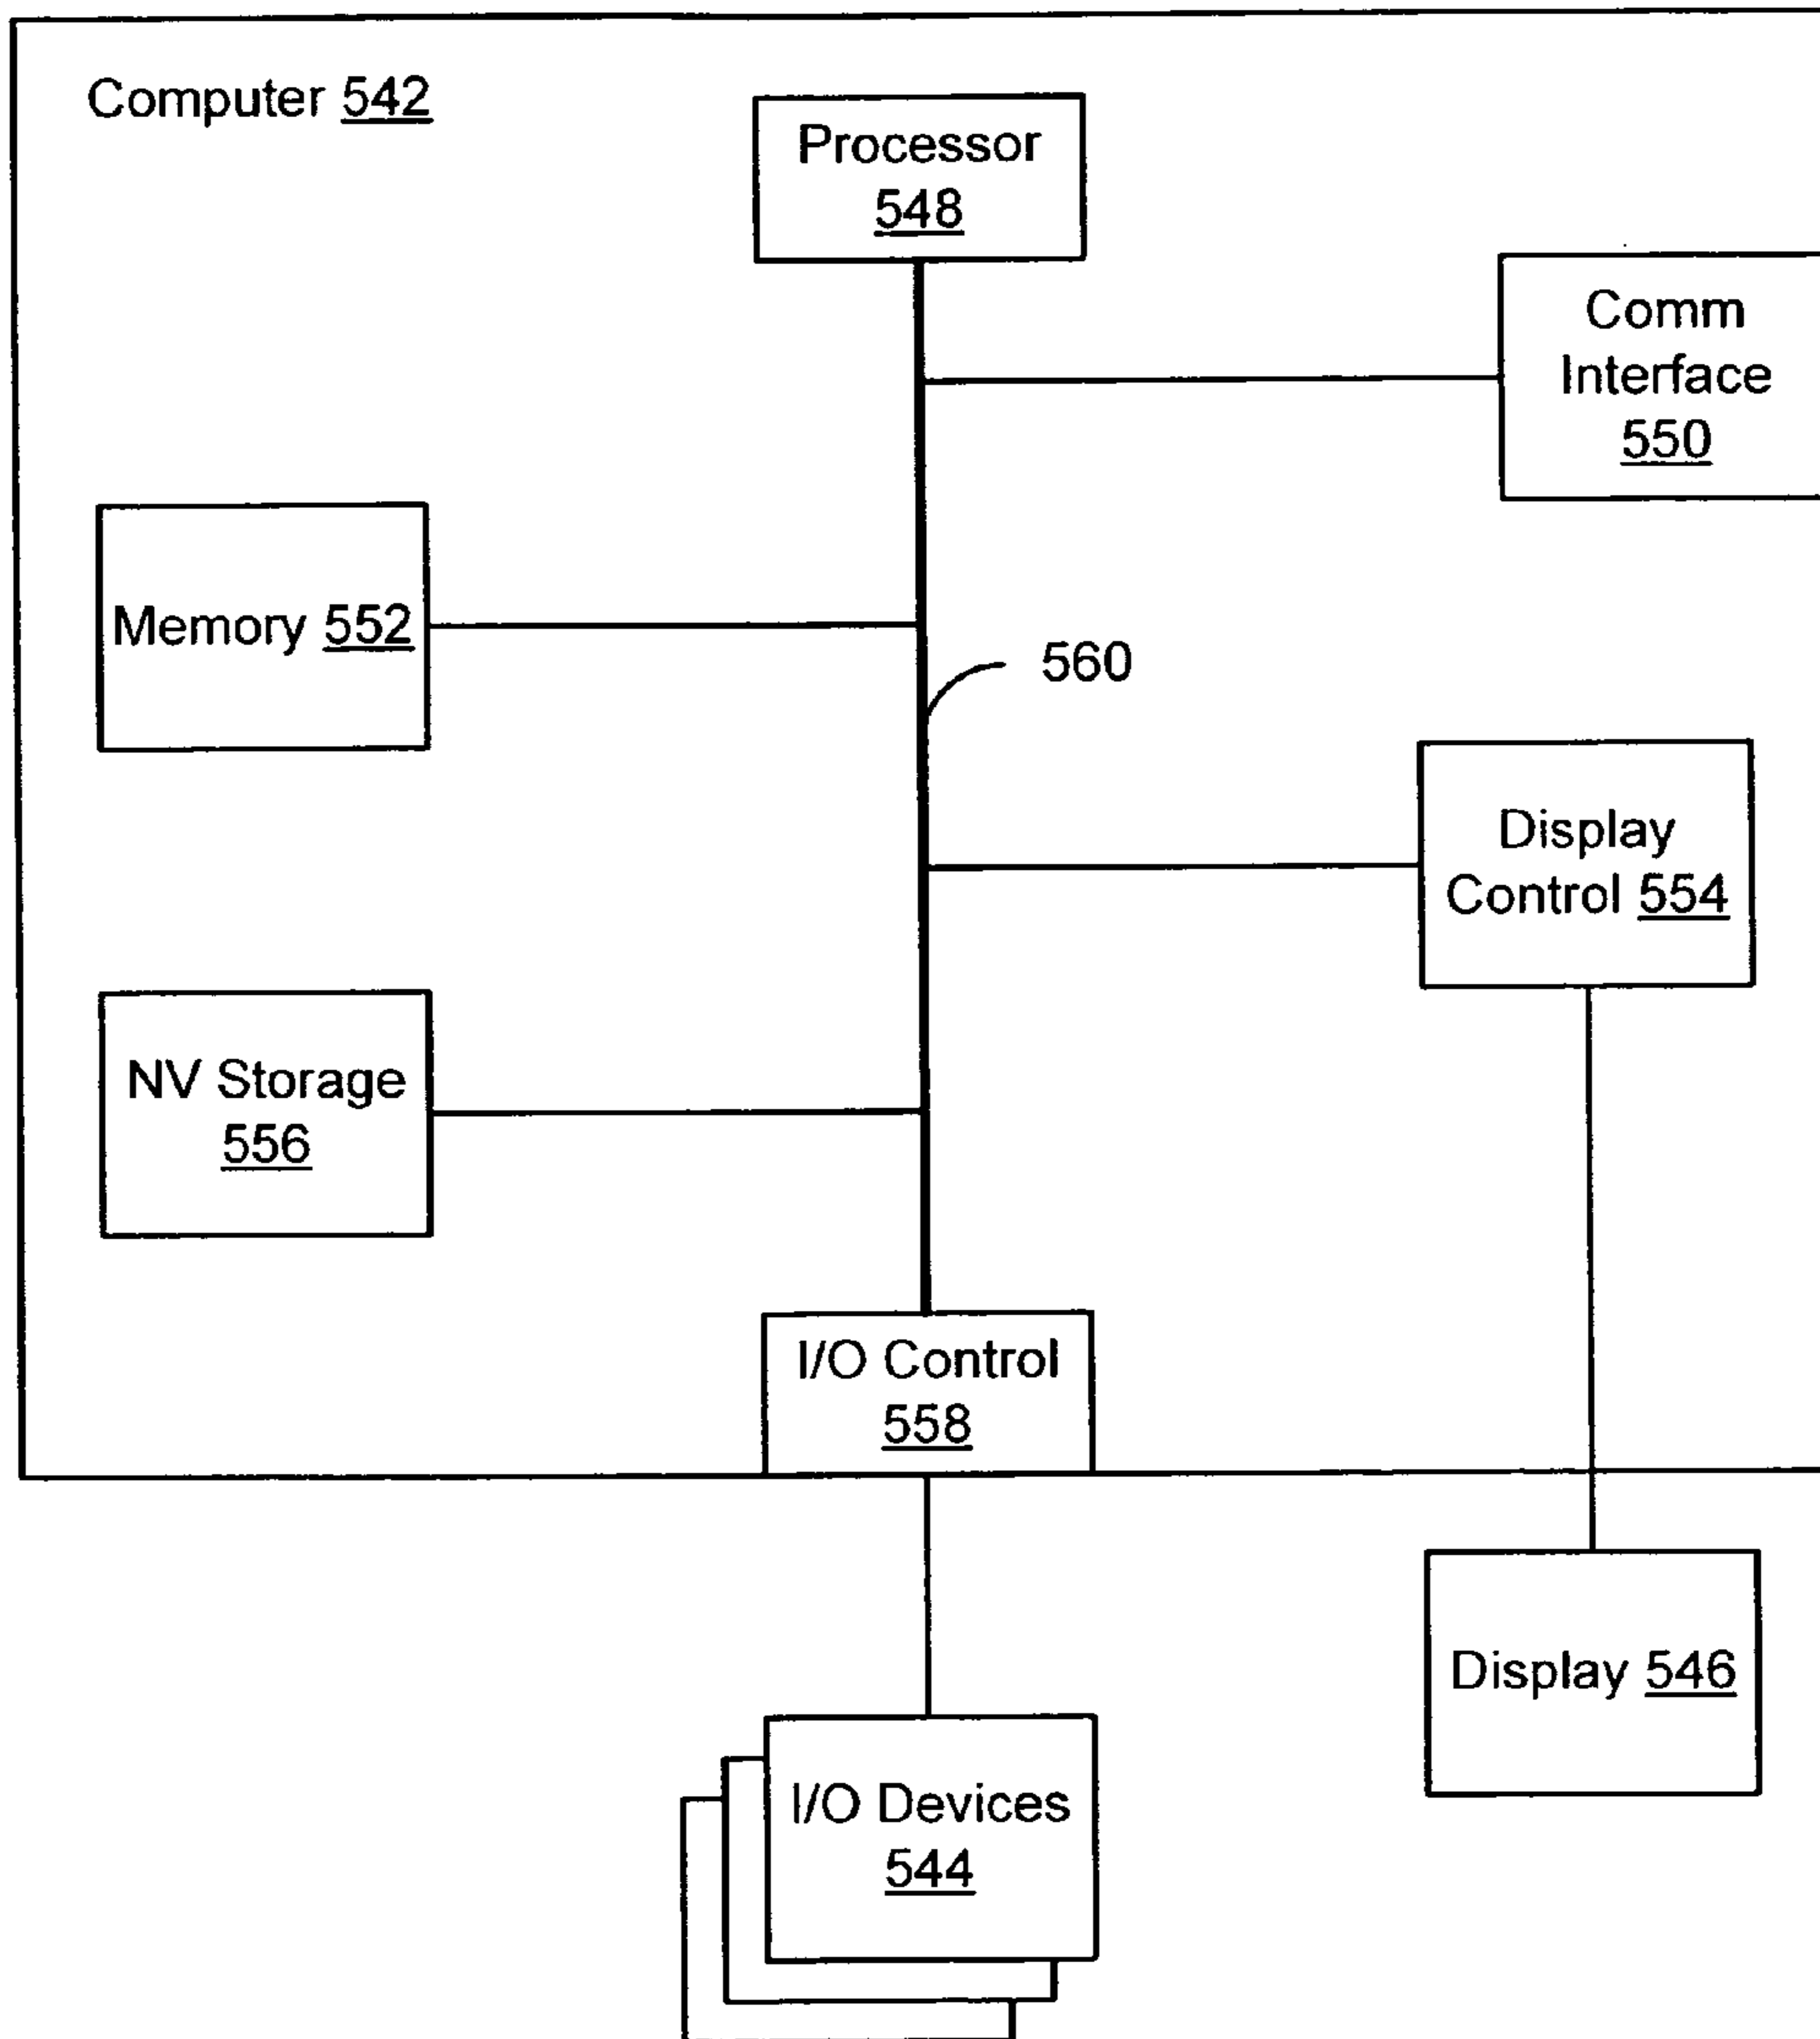 Computer 542
Processor
548
Comm
Interface
550
Memory 552
560
Display
Control 554
NV Storage
556
I/O Control
558
Display 546
I/O Devices
544